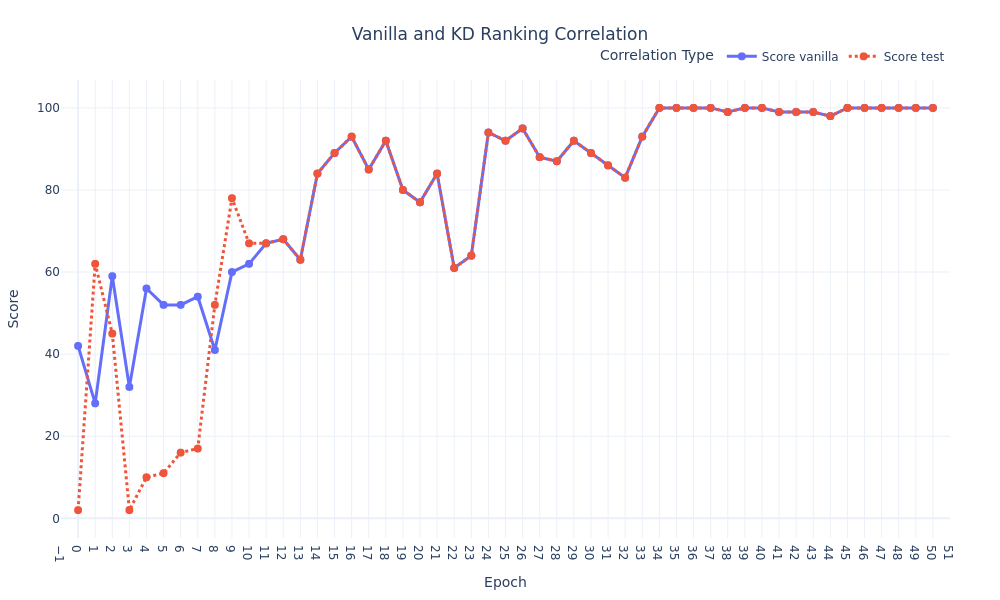 Vanilla and KD Ranking Correlation
Correlation Type Score vanilla Score test
100
80
60
40
20
0
Score
−1 0 1 2 3 4 5 6 7 8 9 10 11 12 13 14 15 16 17 18 19 20 21 22 23 24 25 26 27 28 29 30 31 32 33 34 35 36 37 38 39 40 41 42 43 44 45 46 47 48 49 50 51
Epoch